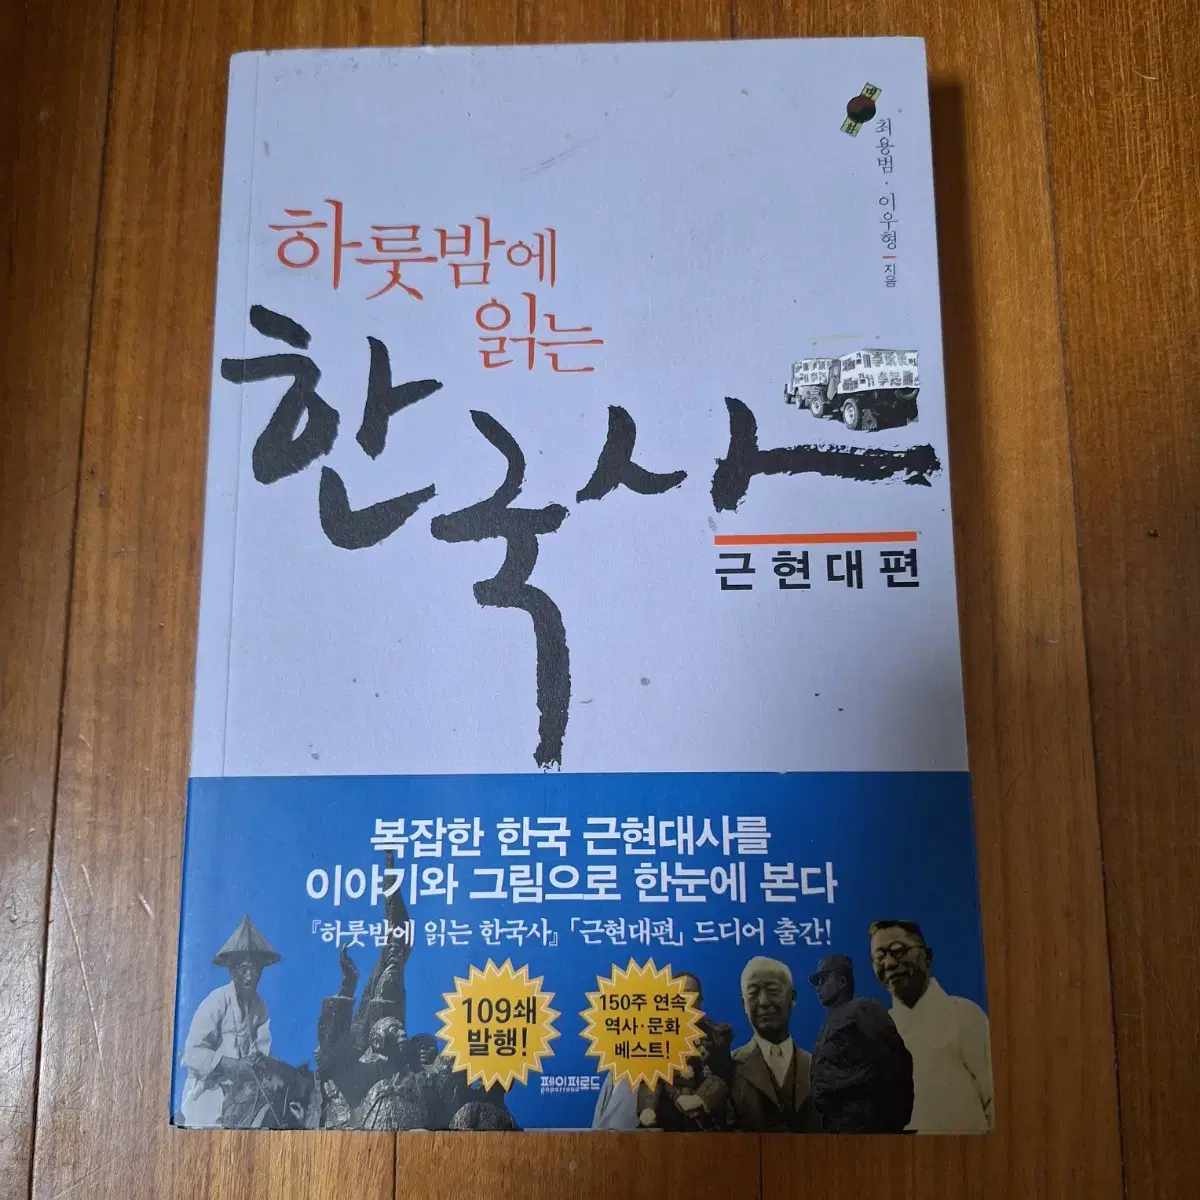 최용범 · 이우형 지음
하룻밤에
읽는
한국사
근현대편
복잡한 한국 근현대사를
이야기와 그림으로 한눈에 본다
『하룻밤에 읽는 한국사』 「근현대편」 드디어 출간!
109쇄
발행!
150주 연속
역사·문화
베스트!
페이퍼로드
paperroad